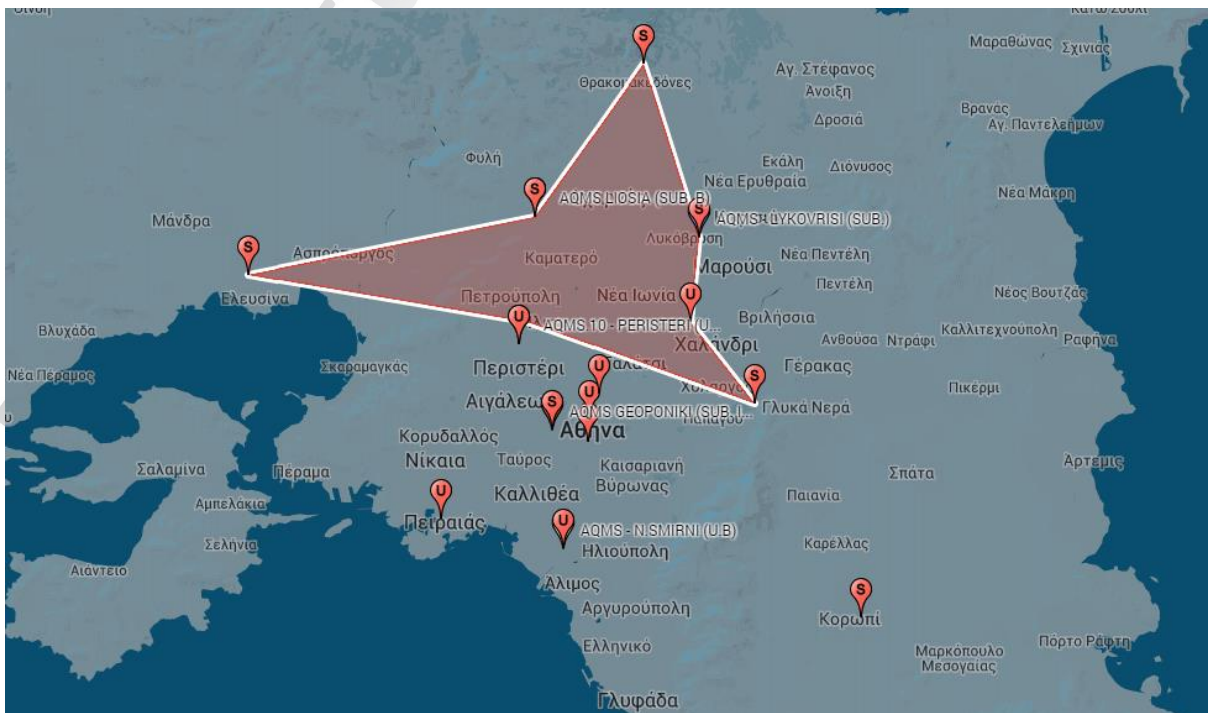 Κάτω Σούλι
Μαραθώνας
Σχινιάς
S
Αγ. Στέφανος
Θρακομακεδόνες
Άνοιξη
Βρανάς
Δροσιά
Αγ. Παντελεήμων
Φυλή
Εκάλη
Διόνυσος
Νέα Ερυθραία
S
AQMS LIOSIA (SUB. B)
Νέα Μάκρη
Μάνδρα
S
AQMS - LYKOVRISI (SUB.)
Λυκόβρυση
S
Ασπρόπυργος
Καματερό
Μαρούσι
Νέα Πεντέλη
Πεντέλη
Ελευσίνα
Πετρούπολη
Νέα Ιωνία
U
Νέος Βουτζάς
Βριλήσσια
U
AQMS 10 - PERISTERI (U...
Βλυχάδα
Καλλιτεχνούπολη
Ραφήνα
Χαλάνδρι
Ανθούσα
Ντράφι
Σκαραμαγκάς
Περιστέρι
U
Γαλάτσι
Γέρακας
Νέα Πέραμος
Χολαργός
S
Πικέρμι
Αιγάλεω
S
U
AQMS GEOPONIKI (SUB. I...
Γλυκά Νερά
Αθήνα
Παπάγου
Κορυδαλλός
Νίκαια
Ταύρος
Καισαριανή
Άρτεμις
Σαλαμίνα
Πέραμα
Σπάτα
Βύρωνας
Καλλιθέα
U
Παιανία
Αμπελάκια
Πειραιάς
U
AQMS - N.SMIRNI (U.B)
Σελήνια
Ηλιούπολη
Καρέλλας
Αιάντειο
Άλιμος
S
Αργυρούπολη
Κορωπί
Ελληνικό
Πόρτο Ράφτη
Μαρκόπουλο
Μεσογαίας
Γλυφάδα